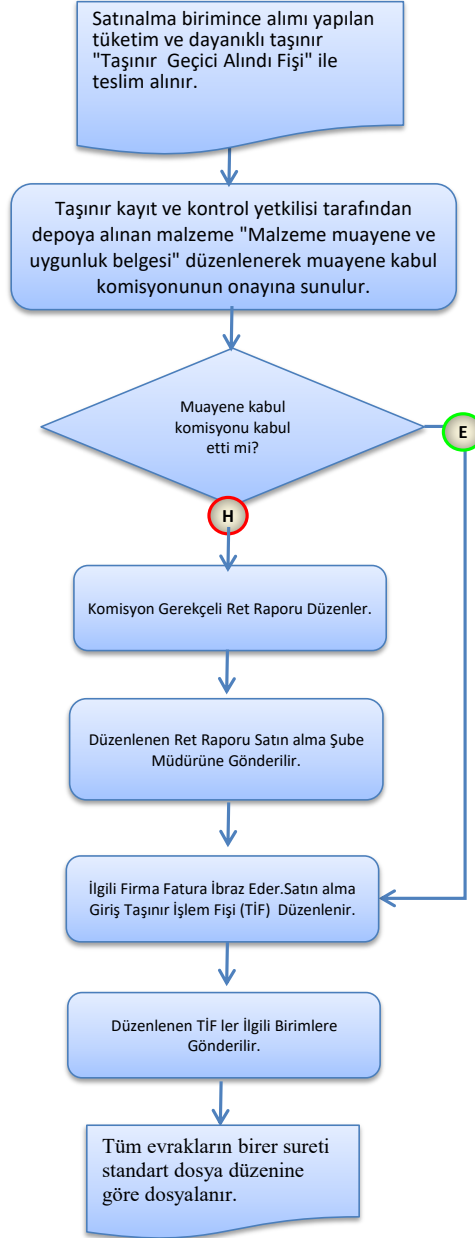 Satınalma birimince alımı yapılan
tüketim ve dayanıklı taşınır
"Taşınır  Geçici Alındı Fişi" ile
teslim alınır.
Taşınır kayıt ve kontrol yetkilisi tarafından
depoya alınan malzeme "Malzeme muayene ve
uygunluk belgesi" düzenlenerek muayene kabul
komisyonunun onayına sunulur.
Muayene kabul
komisyonu kabul
etti mi?
E
H
Komisyon Gerekçeli Ret Raporu Düzenler.
Düzenlenen Ret Raporu Satın alma Şube
Müdürüne Gönderilir.
İlgili Firma Fatura İbraz Eder.Satın alma
Giriş Taşınır İşlem Fişi (TİF)  Düzenlenir.
Düzenlenen TİF ler İlgili Birimlere
Gönderilir.
Tüm evrakların birer sureti
standart dosya düzenine
göre dosyalanır.